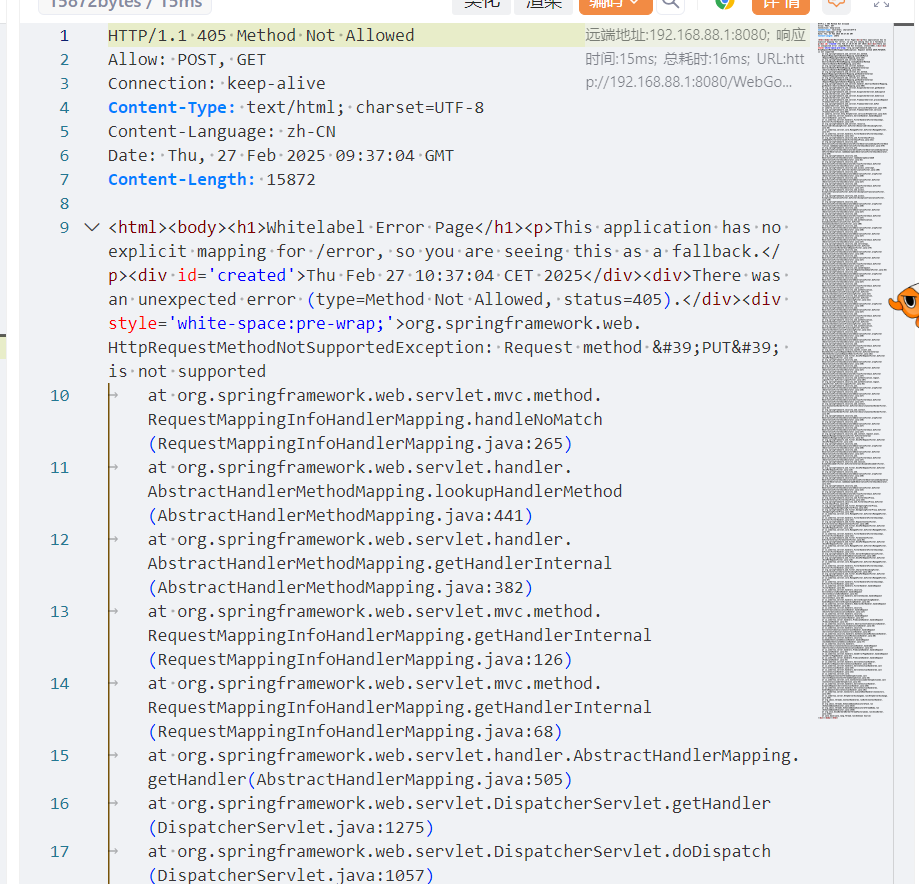 15872bytes / 15ms
美化
渲染
编码
详情
1 HTTP/1.1 405 Method Not Allowed
远端地址:192.168.88.1:8080; 响应
时间:15ms; 总耗时:16ms; URL:htt
p://192.168.88.1:8080/WebGo...
2 Allow: POST, GET
3 Connection: keep-alive
4 Content-Type: text/html; charset=UTF-8
5 Content-Language: zh-CN
6 Date: Thu, 27 Feb 2025 09:37:04 GMT
7 Content-Length: 15872
8
9 <html><body><h1>Whitelabel Error Page</h1><p>This application has no
explicit mapping for /error, so you are seeing this as a fallback.</
p><div id='created'>Thu Feb 27 10:37:04 CET 2025</div><div>There was
an unexpected error (type=Method Not Allowed, status=405).</div><div
style='white-space:pre-wrap;'>org.springframework.web.
HttpRequestMethodNotSupportedException: Request method &#39;PUT&#39;
is not supported
10 at org.springframework.web.servlet.mvc.method.
RequestMappingInfoHandlerMapping.handleNoMatch
(RequestMappingInfoHandlerMapping.java:265)
11 at org.springframework.web.servlet.handler.
AbstractHandlerMethodMapping.lookupHandlerMethod
(AbstractHandlerMethodMapping.java:441)
12 at org.springframework.web.servlet.handler.
AbstractHandlerMethodMapping.getHandlerInternal
(AbstractHandlerMethodMapping.java:382)
13 at org.springframework.web.servlet.mvc.method.
RequestMappingInfoHandlerMapping.getHandlerInternal
(RequestMappingInfoHandlerMapping.java:126)
14 at org.springframework.web.servlet.mvc.method.
RequestMappingInfoHandlerMapping.getHandlerInternal
(RequestMappingInfoHandlerMapping.java:68)
15 at org.springframework.web.servlet.handler.AbstractHandlerMapping.
getHandler(AbstractHandlerMapping.java:505)
16 at org.springframework.web.servlet.DispatcherServlet.getHandler
(DispatcherServlet.java:1275)
17 at org.springframework.web.servlet.DispatcherServlet.doDispatch
(DispatcherServlet.java:1057)